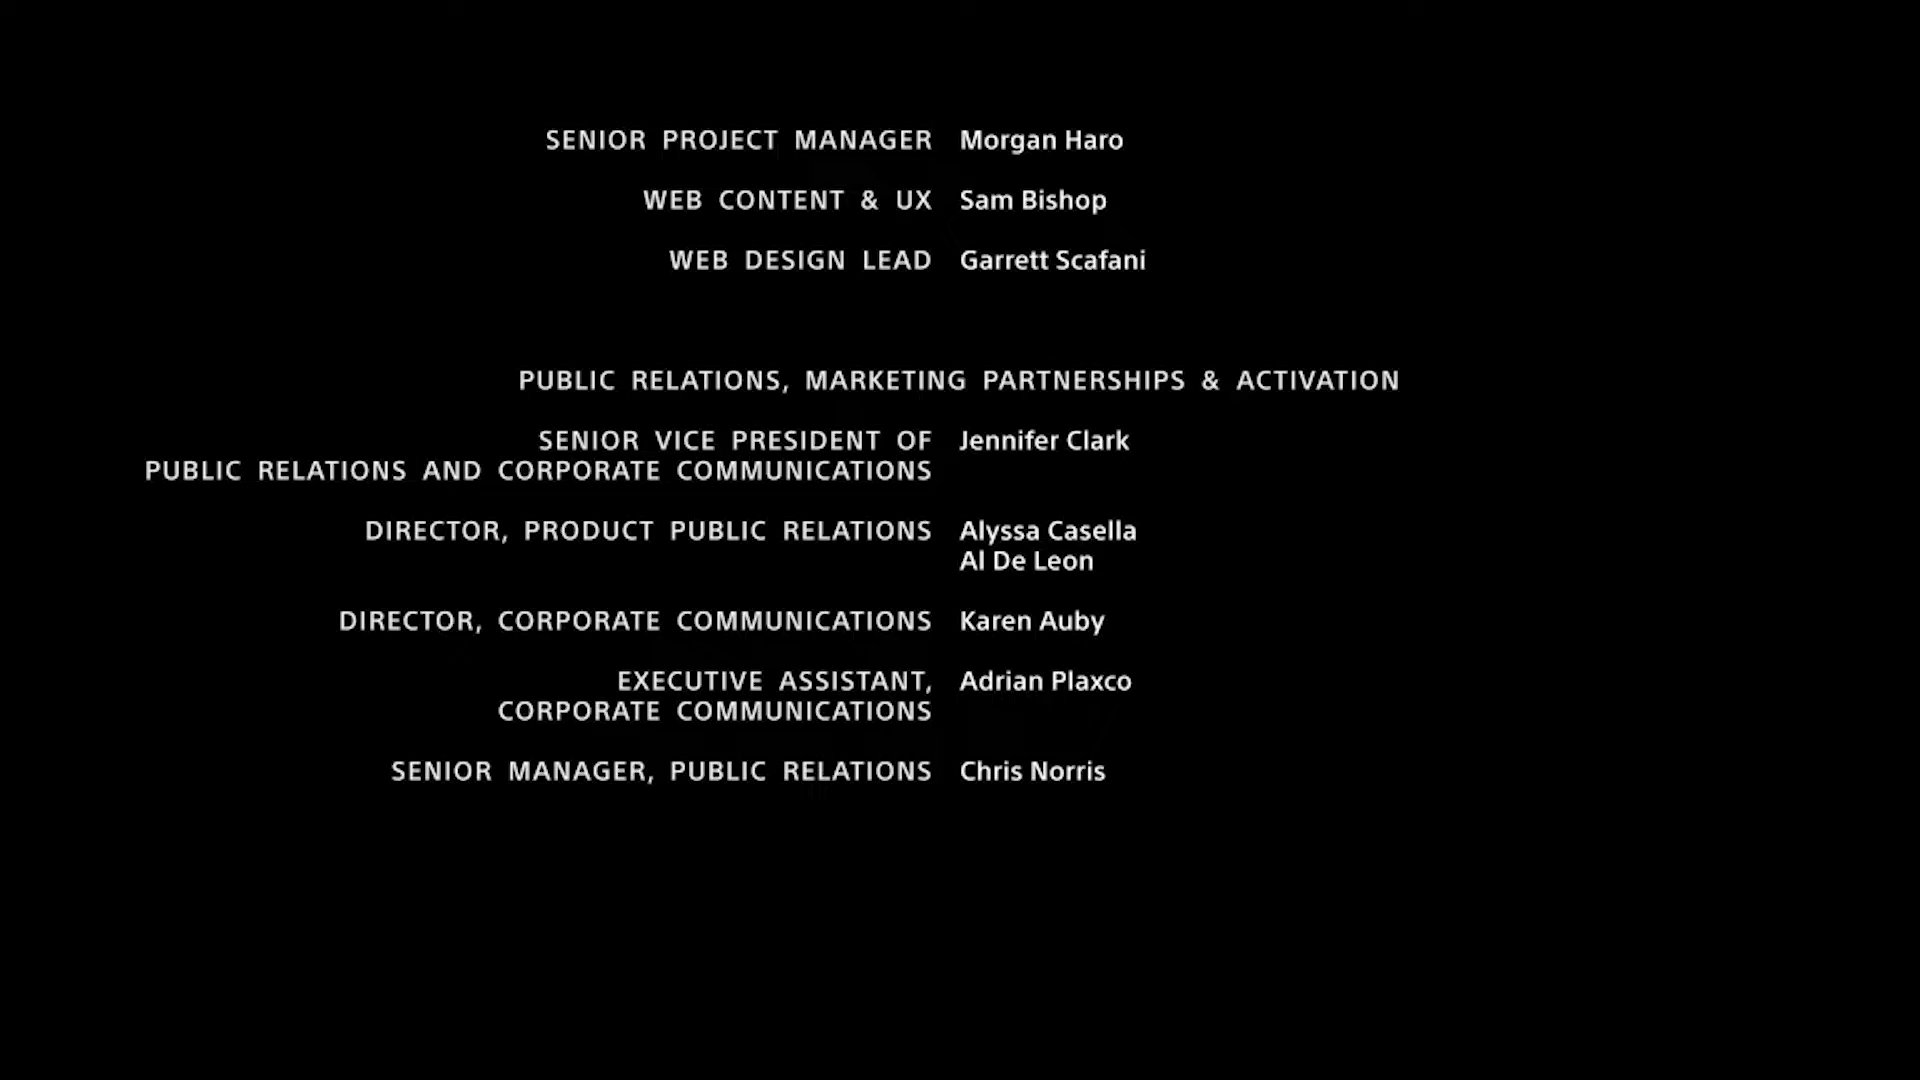 SENIOR PROJECT MANAGER Morgan Haro
WEB CONTENT & UX Sam Bishop
WEB DESIGN LEAD Garrett Scafani
PUBLIC RELATIONS, MARKETING PARTNERSHIPS & ACTIVATION
SENIOR VICE PRESIDENT OF Jennifer Clark
PUBLIC RELATIONS AND CORPORATE COMMUNICATIONS
DIRECTOR, PRODUCT PUBLIC RELATIONS Alyssa Casella
Al De Leon
DIRECTOR, CORPORATE COMMUNICATIONS Karen Auby
EXECUTIVE ASSISTANT, Adrian Plaxco
CORPORATE COMMUNICATIONS
SENIOR MANAGER, PUBLIC RELATIONS Chris Norris